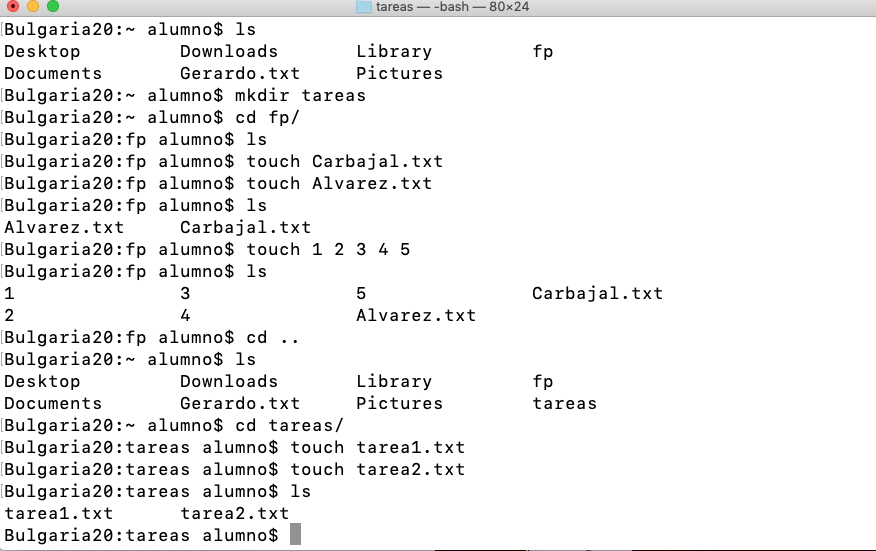 tareas — -bash — 80×24
Bulgaria20:~ alumno$ ls
Desktop Downloads Library fp
Documents Gerardo.txt Pictures
Bulgaria20:~ alumno$ mkdir tareas
Bulgaria20:~ alumno$ cd fp/
Bulgaria20:fp alumno$ ls
Bulgaria20:fp alumno$ touch Carbajal.txt
Bulgaria20:fp alumno$ touch Alvarez.txt
Bulgaria20:fp alumno$ ls
Alvarez.txt Carbajal.txt
Bulgaria20:fp alumno$ touch 1 2 3 4 5
Bulgaria20:fp alumno$ ls
1 3 5 Carbajal.txt
2 4 Alvarez.txt
Bulgaria20:fp alumno$ cd ..
Bulgaria20:~ alumno$ ls
Desktop Downloads Library fp
Documents Gerardo.txt Pictures tareas
Bulgaria20:~ alumno$ cd tareas/
Bulgaria20:tareas alumno$ touch tarea1.txt
Bulgaria20:tareas alumno$ touch tarea2.txt
Bulgaria20:tareas alumno$ ls
tarea1.txt tarea2.txt
Bulgaria20:tareas alumno$